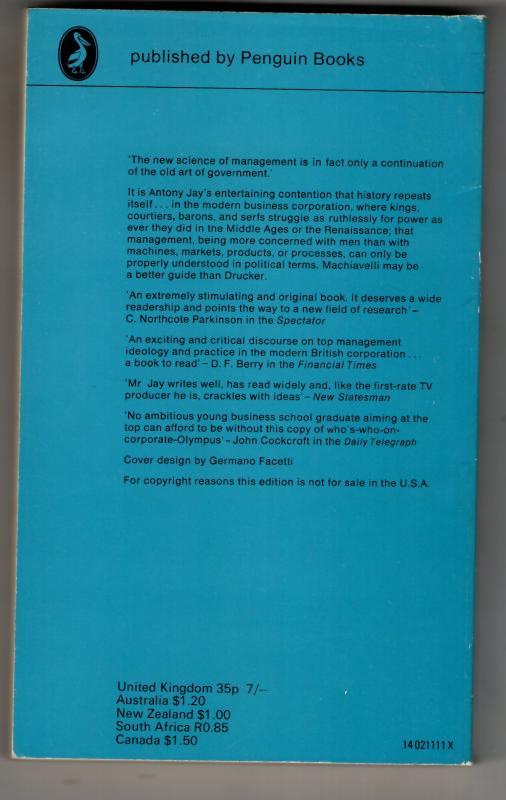 published by Penguin Books
'The new science of management is in fact only a continuation
of the old art of government.'
It is Antony Jay's entertaining contention that history repeats
itself... in the modern business corporation, where kings,
courtiers, barons, and serfs struggle as ruthlessly for power as
ever they did in the Middle Ages or the Renaissance; that
management, being more concerned with men than with
machines, markets, products, or processes, can only be
properly understood in political terms. Machiavelli may be
a better guide than Drucker.
'An extremely stimulating and original book. It deserves a wide
readership and points the way to a new field of research' –
C. Northcote Parkinson in the Spectator
'An exciting and critical discourse on top management
ideology and practice in the modern British corporation...
a book to read' – D. F. Berry in the Financial Times
'Mr Jay writes well, has read widely and, like the first-rate TV
producer he is, crackles with ideas' – New Statesman
'No ambitious young business school graduate aiming at the
top can afford to be without this copy of who's-who-on-
corporate-Olympus' – John Cockcroft in the Daily Telegraph
Cover design by Germano Facetti
For copyright reasons this edition is not for sale in the U.S.A.
United Kingdom 35p 7/–
Australia $1.20
New Zealand $1.00
South Africa R0.85
Canada $1.50
14 021111 X